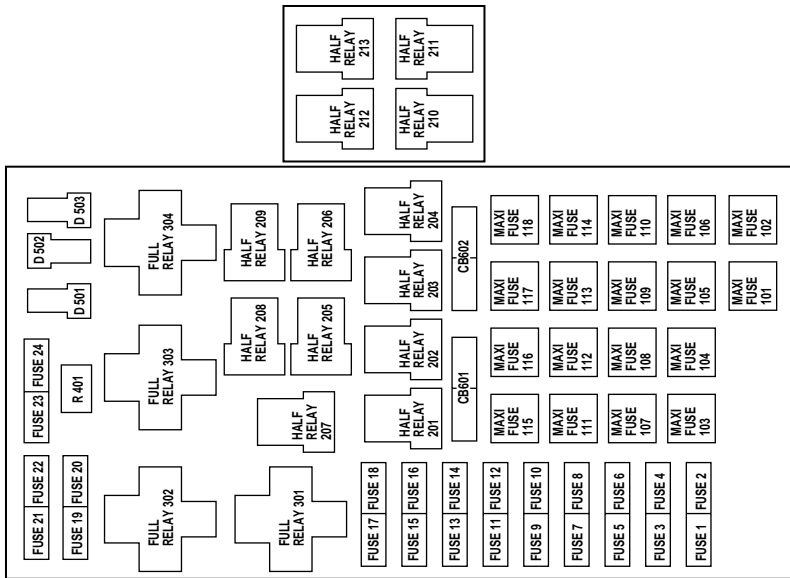 HALF
RELAY
213
HALF
RELAY
211
HALF
RELAY
212
HALF
RELAY
210
D 503
D 502
D 501
FULL
RELAY 304
HALF
RELAY 209
HALF
RELAY 206
HALF
RELAY
204
CB602
MAXI
FUSE
118
MAXI
FUSE
114
MAXI
FUSE
110
MAXI
FUSE
106
MAXI
FUSE
102
HALF
RELAY
203
MAXI
FUSE
117
MAXI
FUSE
113
MAXI
FUSE
109
MAXI
FUSE
105
MAXI
FUSE
101
FUSE 24
FUSE 23
R 401
FULL
RELAY 303
HALF
RELAY 208
HALF
RELAY 205
HALF
RELAY
202
CB601
MAXI
FUSE
116
MAXI
FUSE
112
MAXI
FUSE
108
MAXI
FUSE
104
HALF
RELAY
207
HALF
RELAY
201
MAXI
FUSE
115
MAXI
FUSE
111
MAXI
FUSE
107
MAXI
FUSE
103
FUSE 22
FUSE 20
FUSE 21
FUSE 19
FULL
RELAY 302
FULL
RELAY 301
FUSE 18
FUSE 16
FUSE 14
FUSE 12
FUSE 10
FUSE 8
FUSE 6
FUSE 4
FUSE 2
FUSE 17
FUSE 15
FUSE 13
FUSE 11
FUSE 9
FUSE 7
FUSE 5
FUSE 3
FUSE 1